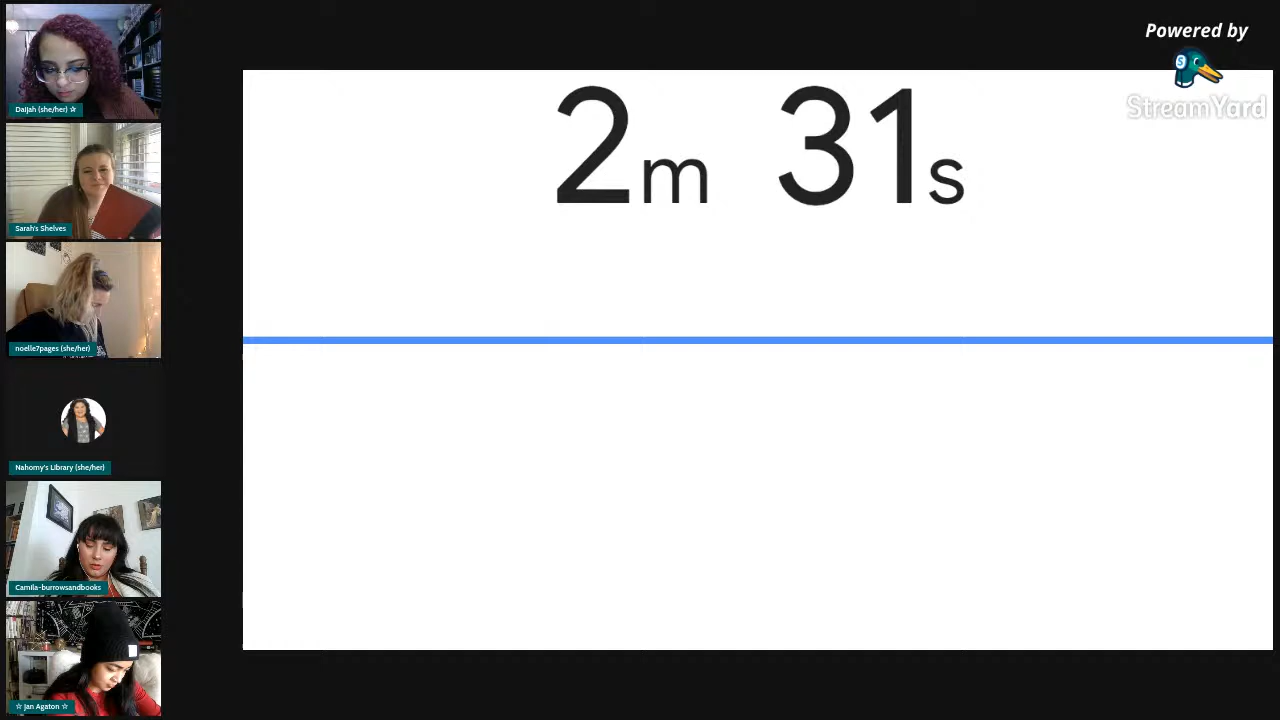 Powered by
StreamYard
2m 31s
Daijah (she/her) ☆
Sarah's Shelves
noelle7pages (she/her)
Nahomy's Library (she/her)
Camila-burrowsandbooks
☆ Jan Agaton ☆